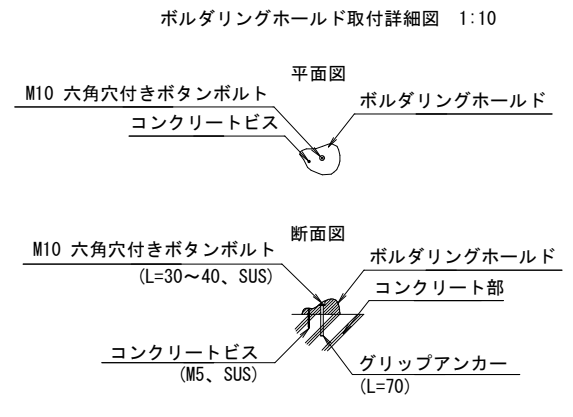 ボルダリングホールド取付詳細図 1:10
平面図
M10 六角穴付きボタンボルト
ボルダリングホールド
コンクリートビス
断面図
M10 六角穴付きボタンボルト
(L=30～40、SUS)
ボルダリングホールド
コンクリート部
コンクリートビス
(M5、SUS)
グリップアンカー
(L=70)